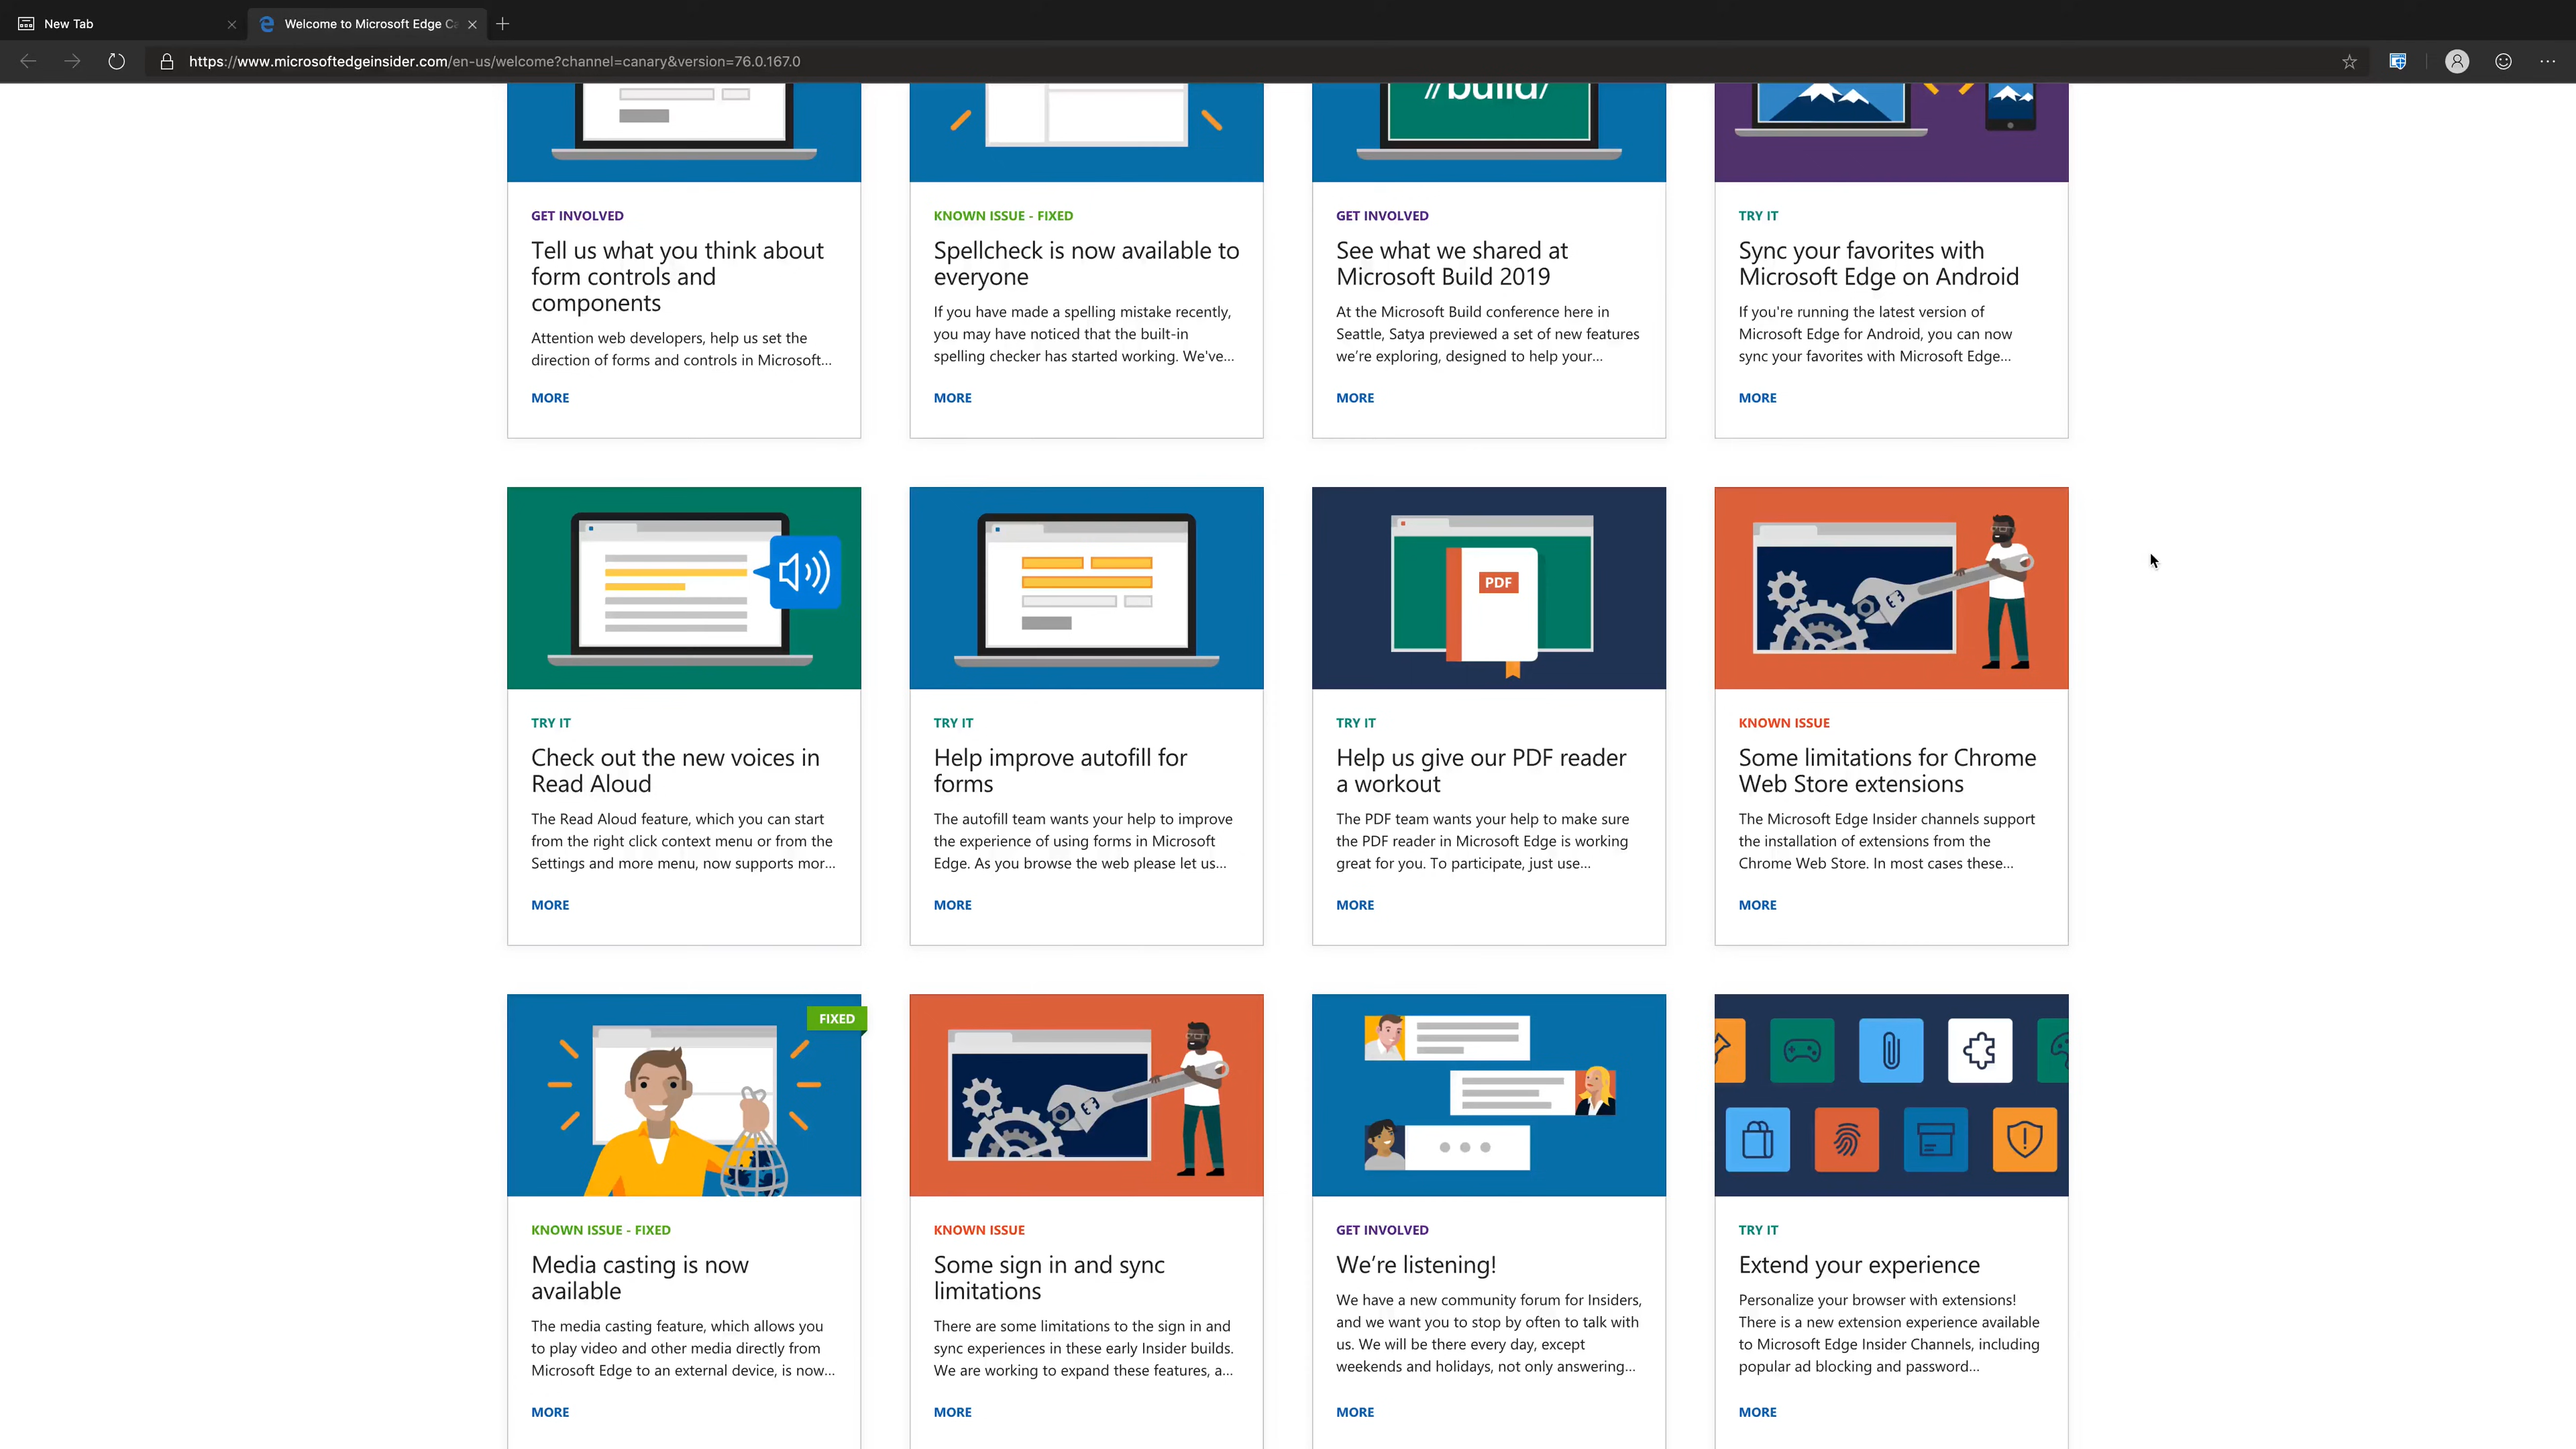 New Tab
Welcome to Microsoft Edge Ca
https://www.microsoftedgeinsider.com/en-us/welcome?channel=canary&version=76.0.167.0
//build/
GET INVOLVED
Tell us what you think about
form controls and
components
Attention web developers, help us set the
direction of forms and controls in Microsoft...
MORE
KNOWN ISSUE - FIXED
Spellcheck is now available to
everyone
If you have made a spelling mistake recently,
you may have noticed that the built-in
spelling checker has started working. We've...
MORE
GET INVOLVED
See what we shared at
Microsoft Build 2019
At the Microsoft Build conference here in
Seattle, Satya previewed a set of new features
we’re exploring, designed to help your...
MORE
TRY IT
Sync your favorites with
Microsoft Edge on Android
If you're running the latest version of
Microsoft Edge for Android, you can now
sync your favorites with Microsoft Edge...
MORE
TRY IT
Check out the new voices in
Read Aloud
The Read Aloud feature, which you can start
from the right click context menu or from the
Settings and more menu, now supports mor...
MORE
TRY IT
Help improve autofill for
forms
The autofill team wants your help to improve
the experience of using forms in Microsoft
Edge. As you browse the web please let us...
MORE
PDF
TRY IT
Help us give our PDF reader
a workout
The PDF team wants your help to make sure
the PDF reader in Microsoft Edge is working
great for you. To participate, just use...
MORE
KNOWN ISSUE
Some limitations for Chrome
Web Store extensions
The Microsoft Edge Insider channels support
the installation of extensions from the
Chrome Web Store. In most cases these...
MORE
FIXED
KNOWN ISSUE - FIXED
Media casting is now
available
The media casting feature, which allows you
to play video and other media directly from
Microsoft Edge to an external device, is now...
MORE
KNOWN ISSUE
Some sign in and sync
limitations
There are some limitations to the sign in and
sync experiences in these early Insider builds.
We are working to expand these features, a...
MORE
GET INVOLVED
We’re listening!
We have a new community forum for Insiders,
and we want you to stop by often to talk with
us. We will be there every day, except
weekends and holidays, not only answering...
MORE
TRY IT
Extend your experience
Personalize your browser with extensions!
There is a new extension experience available
to Microsoft Edge Insider Channels, including
popular ad blocking and password...
MORE